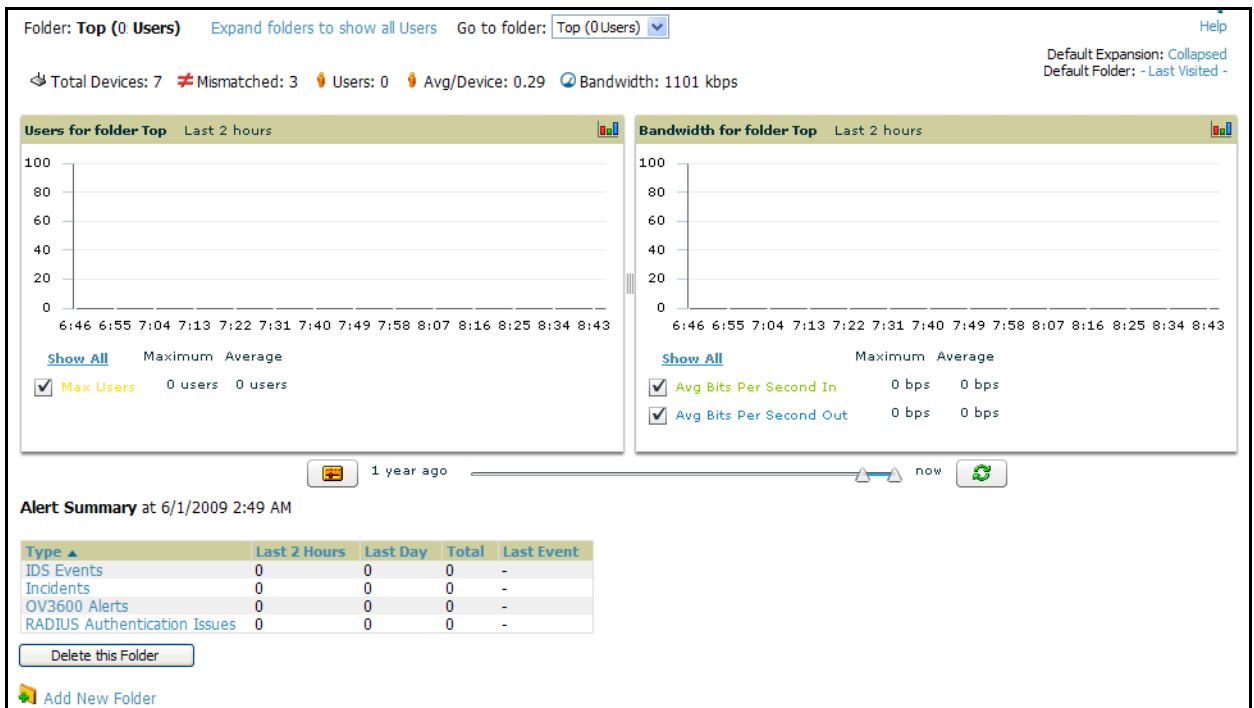 Folder: Top (0 Users) Expand folders to show all Users Go to folder: Top (0Users)
Help
Default Expansion: Collapsed
Default Folder: - Last Visited -
Total Devices: 7 Mismatched: 3 Users: 0 Avg/Device: 0.29 Bandwidth: 1101 kbps
Users for folder Top Last 2 hours
100
80
60
40
20
0
6:46 6:55 7:04 7:13 7:22 7:31 7:40 7:49 7:58 8:07 8:16 8:25 8:34 8:43
Show All Maximum Average
Max Users 0 users 0 users
Bandwidth for folder Top Last 2 hours
100
80
60
40
20
0
6:46 6:55 7:04 7:13 7:22 7:31 7:40 7:49 7:58 8:07 8:16 8:25 8:34 8:43
Show All Maximum Average
Avg Bits Per Second In 0 bps 0 bps
Avg Bits Per Second Out 0 bps 0 bps
1 year ago now
Alert Summary at 6/1/2009 2:49 AM
Type Last 2 Hours Last Day Total Last Event
IDS Events 0 0 0 -
Incidents 0 0 0 -
OV3600 Alerts 0 0 0 -
RADIUS Authentication Issues 0 0 0 -
Delete this Folder
Add New Folder